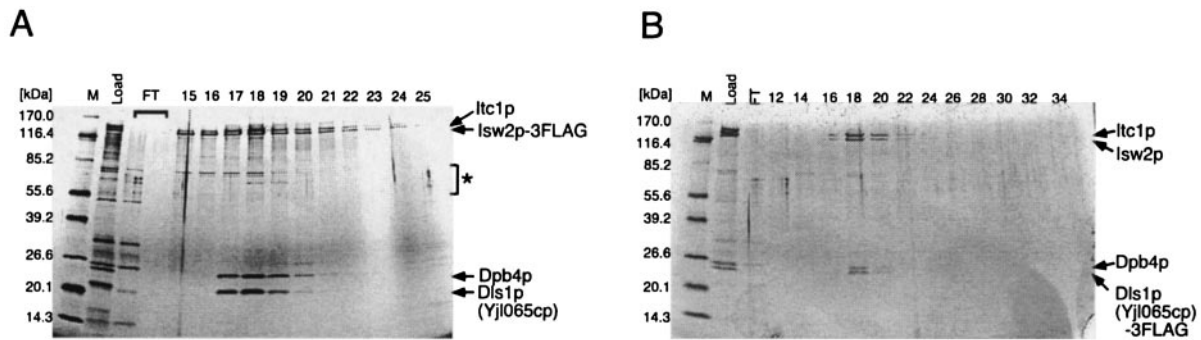 A
[kDa] M Load FT 15 16 17 18 19 20 21 22 23 24 25
170.0
116.4
85.2
55.6
39.2
26.6
20.1
14.3
Itc1p
Isw2p-3FLAG
*
Dpb4p
Dls1p
(Yjl065cp)
B
[kDa] M Load FT 12 14 16 18 20 22 24 26 28 30 32 34
170.0
116.4
85.2
55.6
39.2
26.6
20.1
14.3
Itc1p
Isw2p
Dpb4p
Dls1p
(Yjl065cp)
-3FLAG